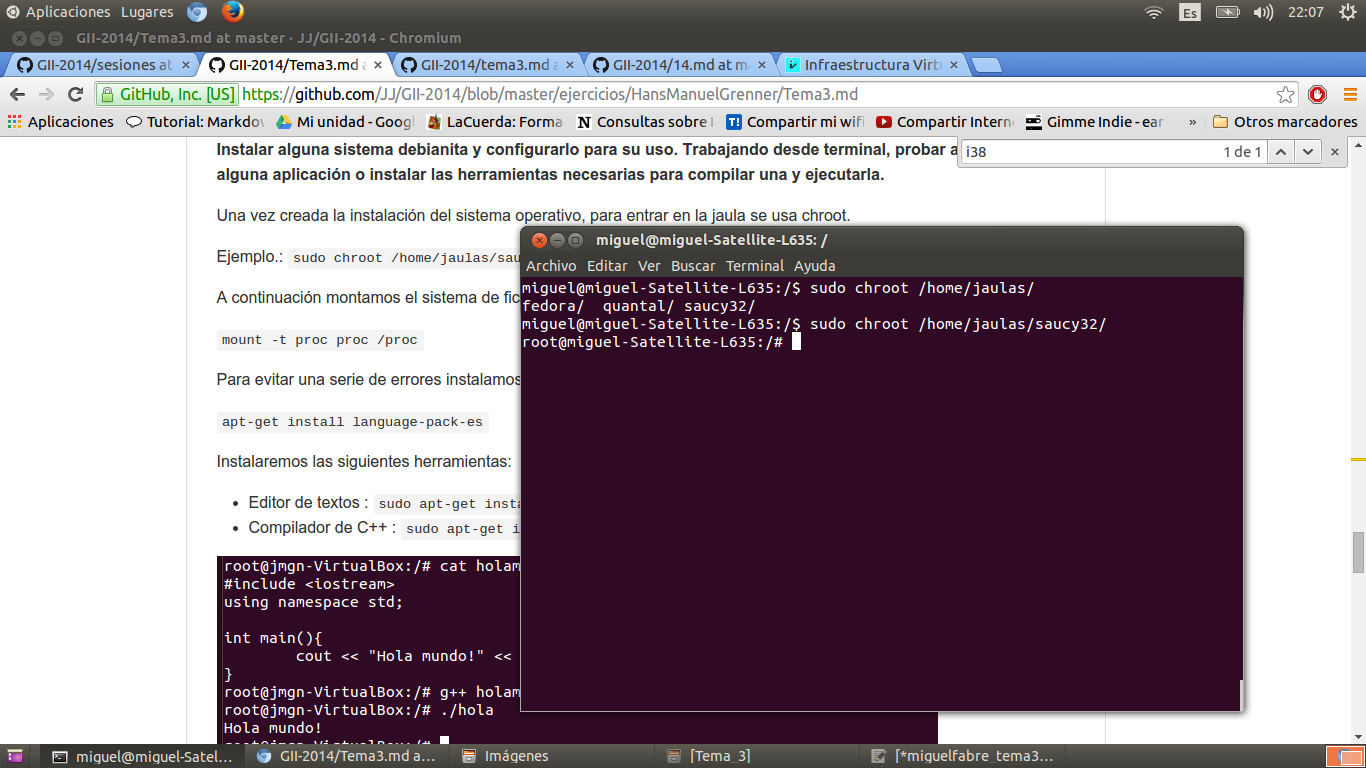 Aplicaciones Lugares Es 22:07
GII-2014/Tema3.md at master · JJ/GII-2014 - Chromium
GII-2014/sesiones at × GII-2014/Tema3.md a × GII-2014/tema3.md a × GII-2014/14.md at m × Infraestructura Virtu ×
GitHub, Inc. [US] https://github.com/JJ/GII-2014/blob/master/ejercicios/HansManuelGrenner/Tema3.md
Aplicaciones Tutorial: Markdov Mi unidad - Googl LaCuerda: Forma Consultas sobre Compartir mi wifi Compartir Intern Gimme Indie - ear » Otros marcadores
i38 1 de 1
Instalar alguna sistema debianita y configurarlo para su uso. Trabajando desde terminal, probar a
alguna aplicación o instalar las herramientas necesarias para compilar una y ejecutarla.
Una vez creada la instalación del sistema operativo, para entrar en la jaula se usa chroot.
Ejemplo.: sudo chroot /home/jaulas/sau
A continuación montamos el sistema de fic
mount -t proc proc /proc
Para evitar una serie de errores instalamos
apt-get install language-pack-es
Instalaremos las siguientes herramientas:
• Editor de textos : sudo apt-get insta
• Compilador de C++ : sudo apt-get i
root@jmgn-VirtualBox:/# cat holam
#include <iostream>
using namespace std;
int main(){
cout << "Hola mundo!" <<
}
root@jmgn-VirtualBox:/# g++ holam
root@jmgn-VirtualBox:/# ./hola
Hola mundo!
root@jmgn-VirtualBox:/#
miguel@miguel-Satellite-L635: /
Archivo Editar Ver Buscar Terminal Ayuda
miguel@miguel-Satellite-L635:/$ sudo chroot /home/jaulas/
fedora/ quantal/ saucy32/
miguel@miguel-Satellite-L635:/$ sudo chroot /home/jaulas/saucy32/
root@miguel-Satellite-L635:/#
miguel@miguel-Satel... GII-2014/Tema3.md a... Imágenes [Tema_3] [*miguelfabre_tema3...